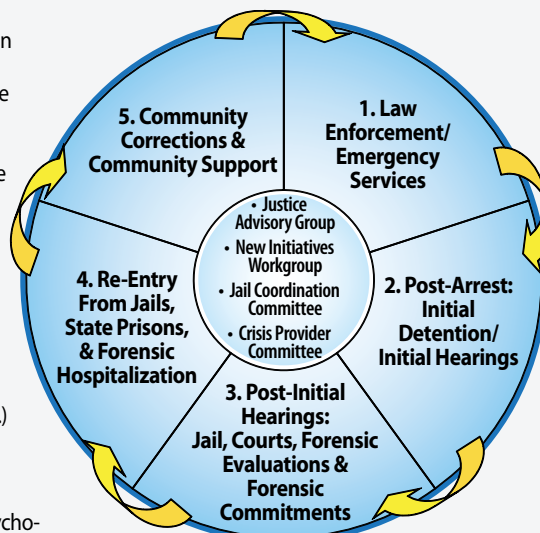 n
e
e
)
ycho-
1. Law
Enforcement/
Emergency
Services
2. Post-Arrest:
Initial
Detention/
Initial Hearings
3. Post-Initial
Hearings:
Jail, Courts, Forensic
Evaluations &
Forensic
Commitments
4. Re-Entry
From Jails,
State Prisons,
& Forensic
Hospitalization
5. Community
Corrections &
Community Support
• Justice
Advisory Group
• New Initiatives
Workgroup
• Jail Coordination
Committee
• Crisis Provider
Committee